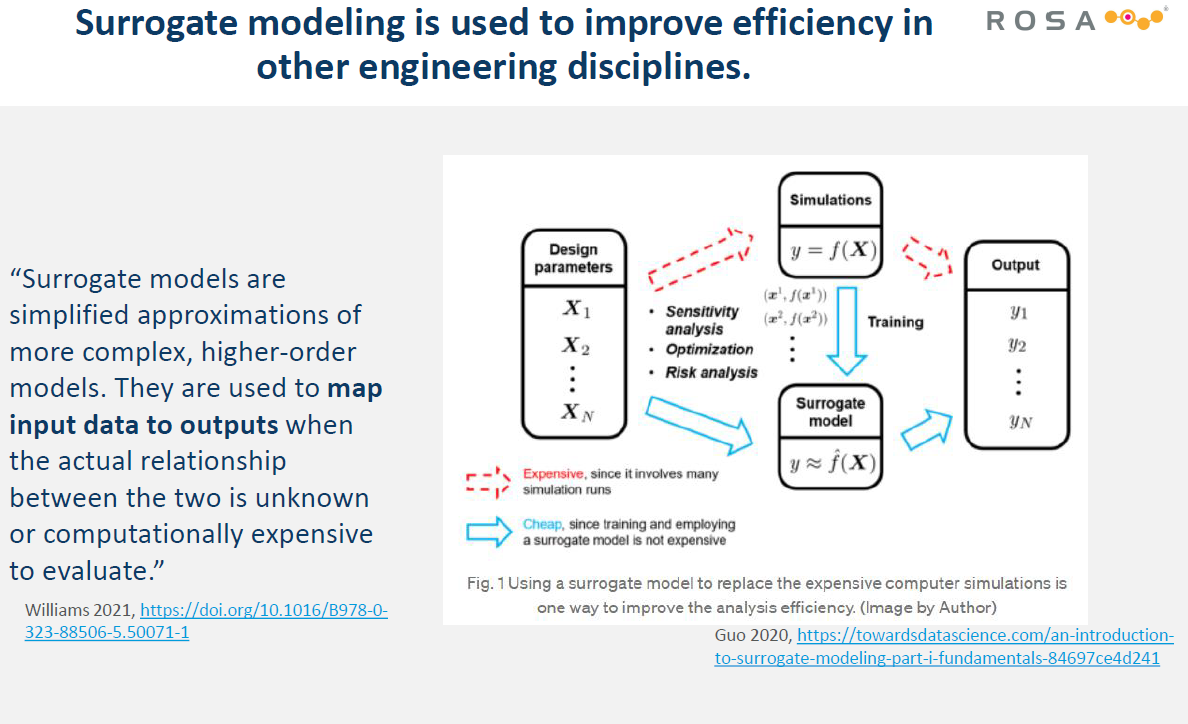 Surrogate modeling is used to improve efficiency in
other engineering disciplines.
ROSA
®
“Surrogate models are
simplified approximations of
more complex, higher-order
models. They are used to map
input data to outputs when
the actual relationship
between the two is unknown
or computationally expensive
to evaluate.”
Williams 2021, https://doi.org/10.1016/B978-0-
323-88506-5.50071-1
Design
parameters
X₁
X₂
⋮
X_N
Simulations
y = f(X)
(x¹, f(x¹))
(x², f(x²))
⋮
Training
• Sensitivity
analysis
• Optimization
• Risk analysis
Surrogate
model
y ≈ f̂(X)
Output
y₁
y₂
⋮
y_N
Expensive, since it involves many
simulation runs
Cheap, since training and employing
a surrogate model is not expensive
Fig. 1 Using a surrogate model to replace the expensive computer simulations is
one way to improve the analysis efficiency. (Image by Author)
Guo 2020, https://towardsdatascience.com/an-introduction-
to-surrogate-modeling-part-i-fundamentals-84697ce4d241